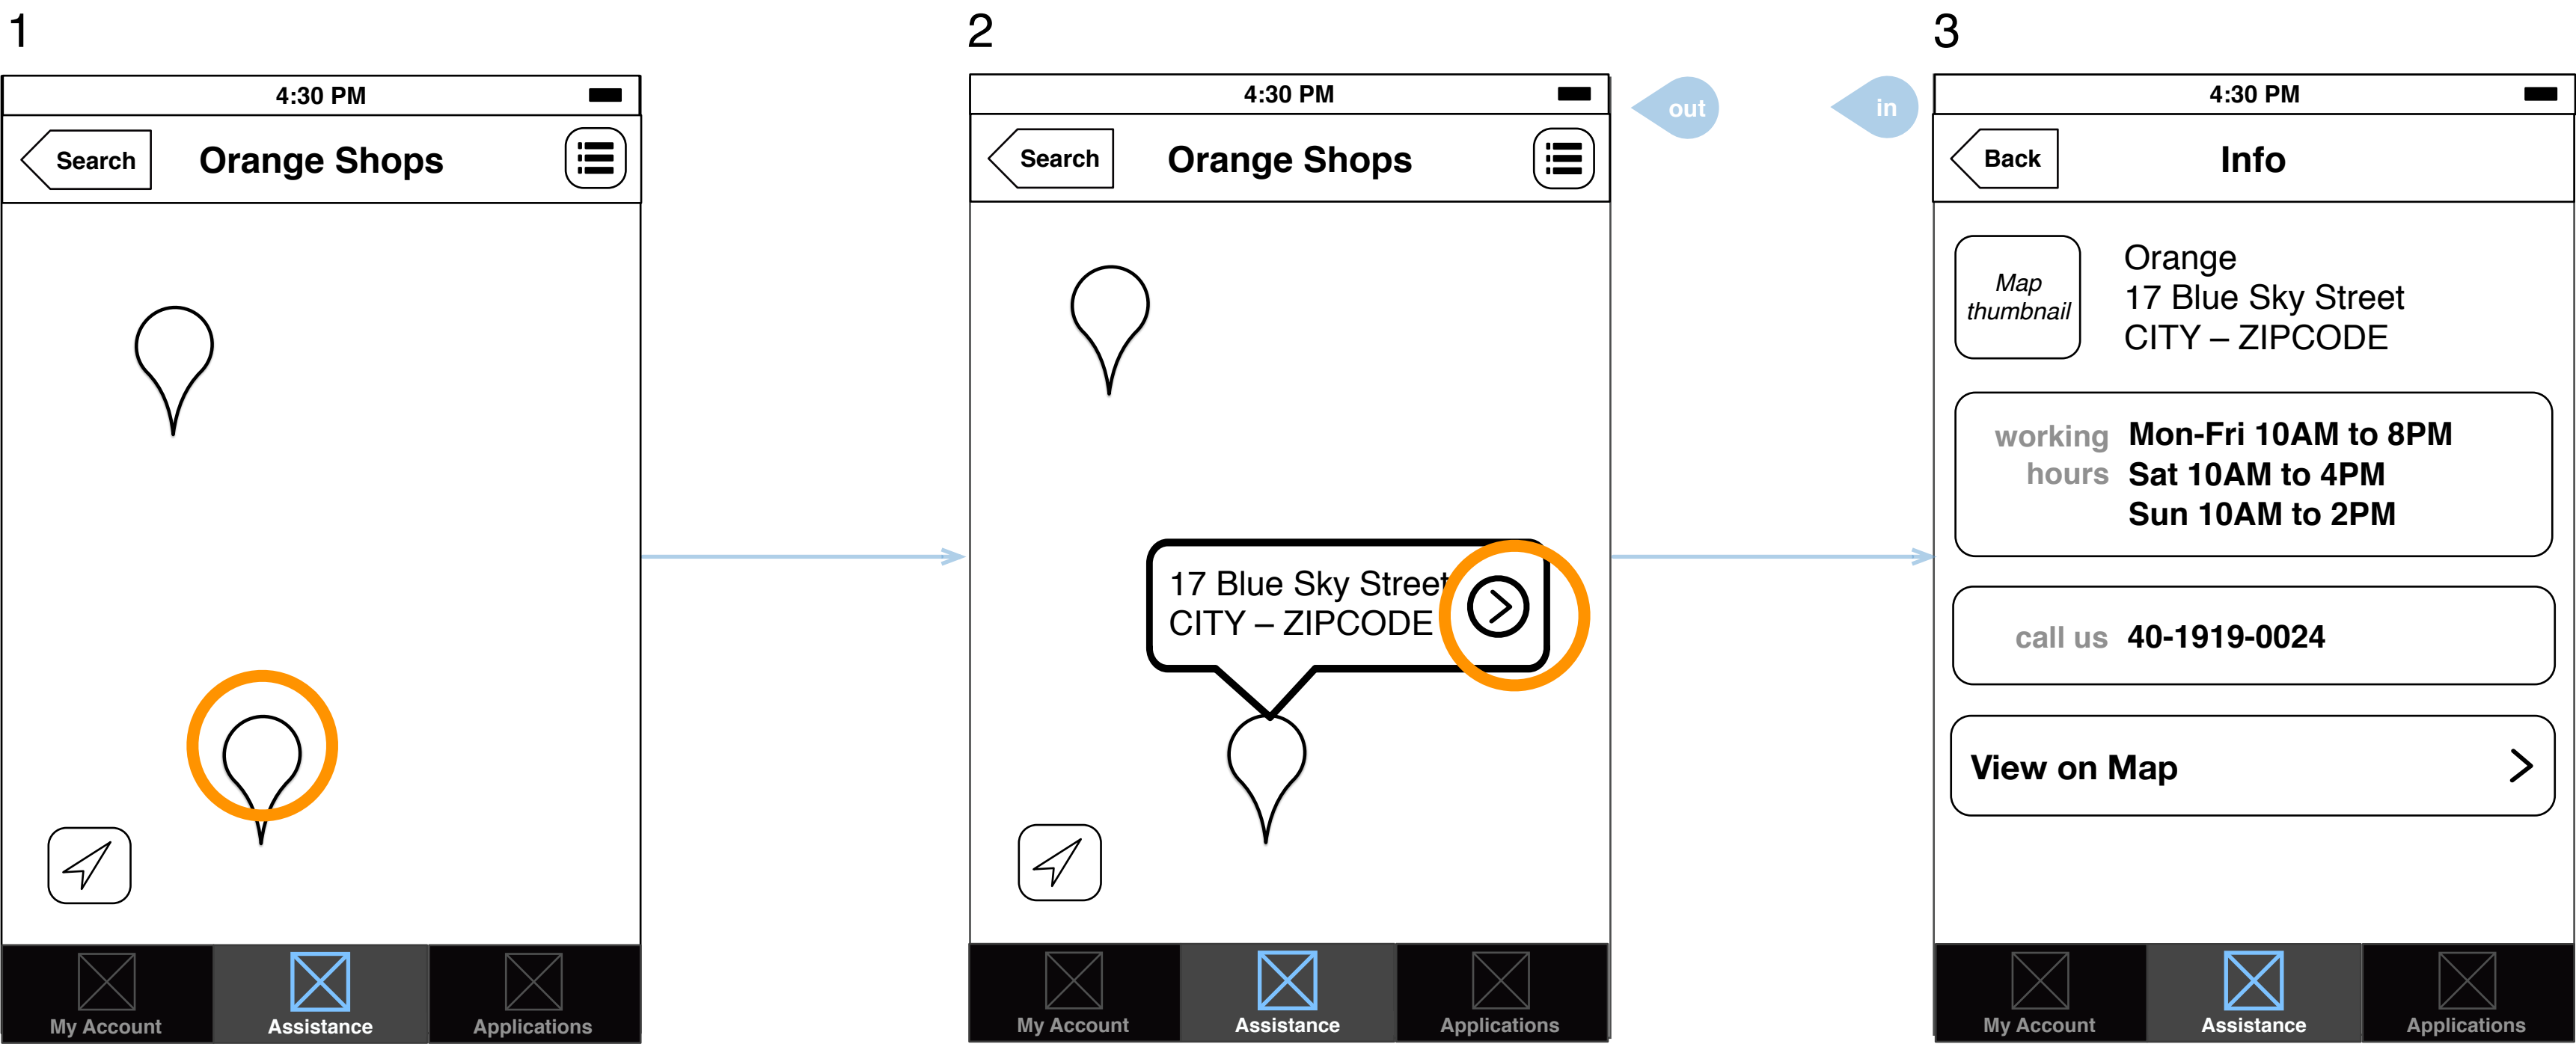 1
4:30 PM
Search
Orange Shops
My Account
Assistance
Applications
2
out
4:30 PM
Search
Orange Shops
17 Blue Sky Street
CITY – ZIPCODE
My Account
Assistance
Applications
3
in
4:30 PM
Back
Info
Map
thumbnail
Orange
17 Blue Sky Street
CITY – ZIPCODE
working Mon-Fri 10AM to 8PM
hours Sat 10AM to 4PM
Sun 10AM to 2PM
call us 40-1919-0024
View on Map
My Account
Assistance
Applications